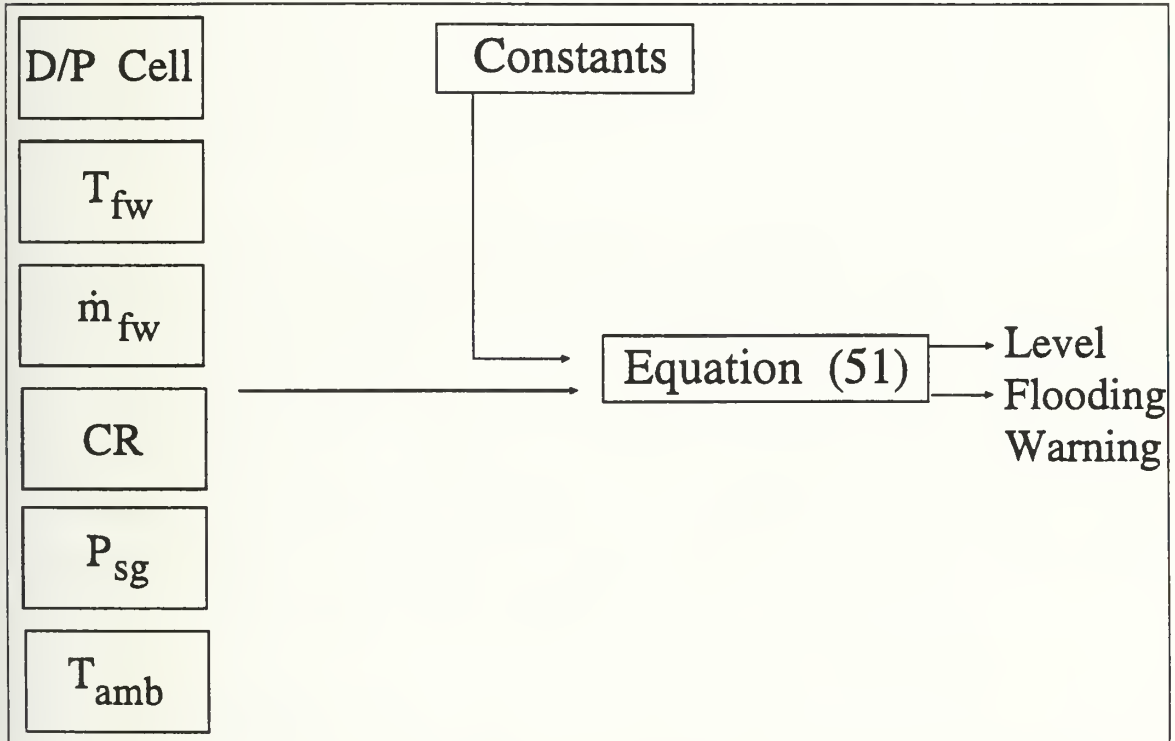 D/P Cell
Constants
T_fw
ṁ_fw
CR
P_sg
T_amb
Equation (51)
Level
Flooding
Warning